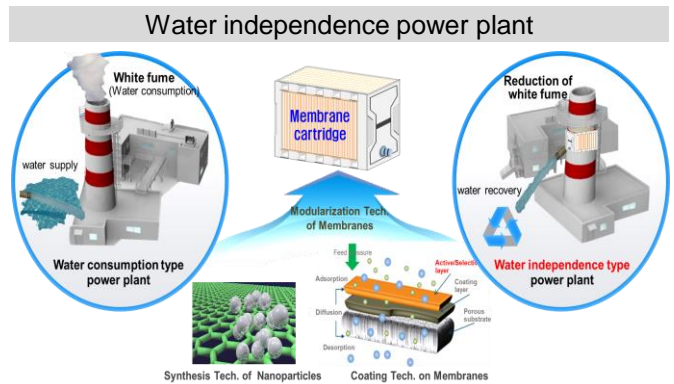 Water independence power plant
White fume
(Water consumption)
water supply
Water consumption type
power plant
Membrane
cartridge
Modularization Tech.
of Membranes
Reduction of
white fume
water recovery
Water independence type
power plant
Feed
Active/Selecti
layer
Adsorption
Coating
layer
Diffusion
Porous
substrate
Desorption
Synthesis Tech. of Nanoparticles
Coating Tech. on Membranes